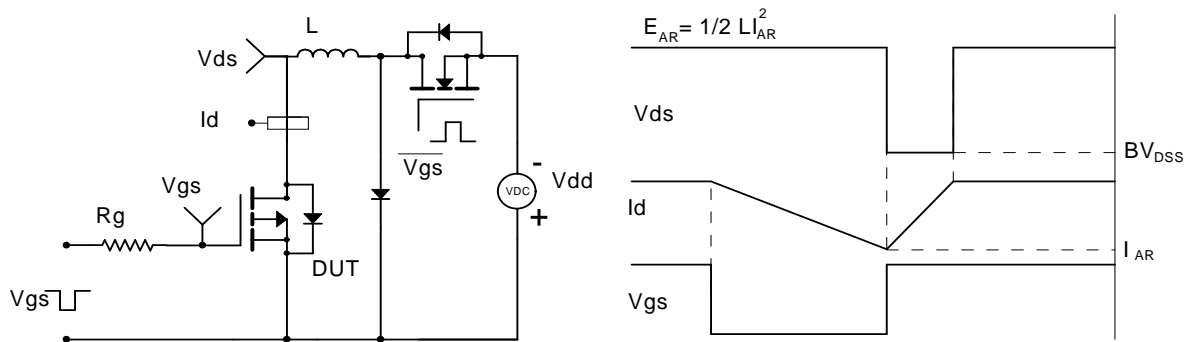 L
Vds
Id
Vgs
Vgs
Rg
DUT
Vgs
VDC
-
+
Vdd
E_AR = 1/2 LI_AR^2
Vds
BV_DSS
Id
I_AR
Vgs